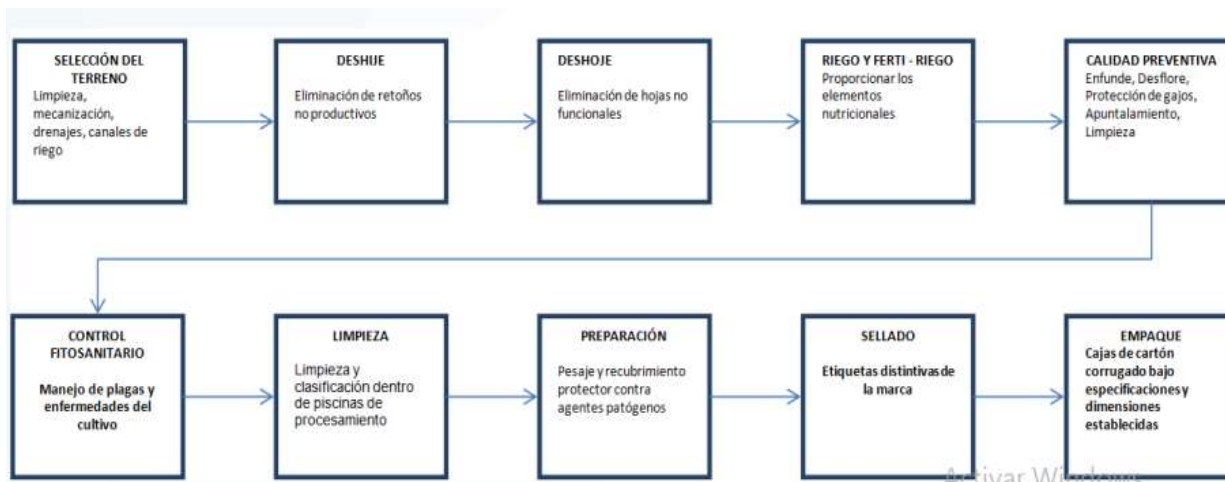 SELECCIÓN DEL
TERRENO
Limpieza,
mecanización,
drenajes, canales de
riego
DESHIJE
Eliminación de retoños
no productivos
DESHOJE
Eliminación de hojas no
funcionales
RIEGO Y FERTI - RIEGO
Proporcionar los
elementos
nutricionales
CALIDAD PREVENTIVA
Enfunde, Desflore,
Protección de gajos,
Apuntalamiento,
Limpieza
CONTROL
FITOSANITARIO
Manejo de plagas y
enfermedades del
cultivo
LIMPIEZA
Limpieza y
clasificación dentro
de piscinas de
procesamiento
PREPARACIÓN
Pesaje y recubrimiento
protector contra
agentes patógenos
SELLADO
Etiquetas distintivas de
la marca
EMPAQUE
Cajas de cartón
corrugado bajo
especificaciones y
dimensiones
establecidas
Activar Windows